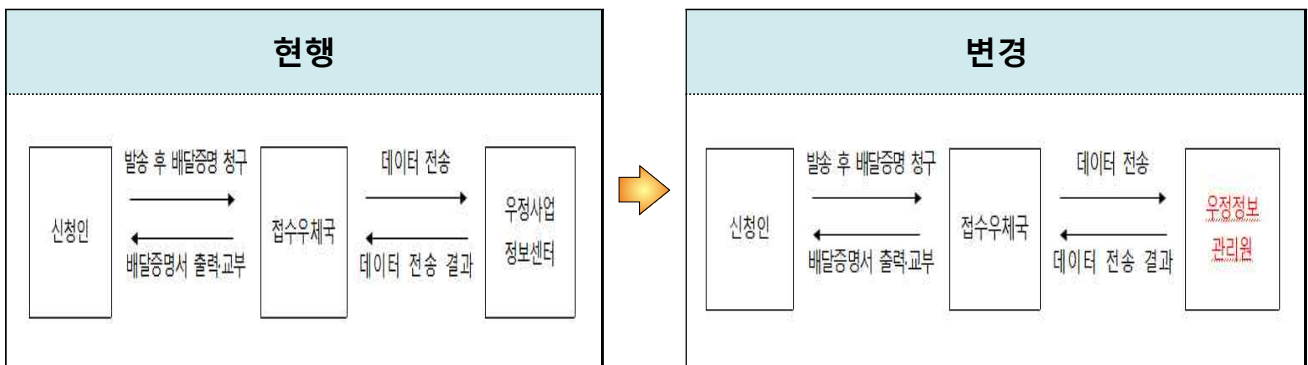 현행
변경
발송 후 배달증명 청구
데이터 전송
신청인
접수우체국
우정사업
정보센터
배달증명서 출력·교부
데이터 전송 결과
발송 후 배달증명 청구
데이터 전송
신청인
접수우체국
우정정보
관리원
배달증명서 출력·교부
데이터 전송 결과